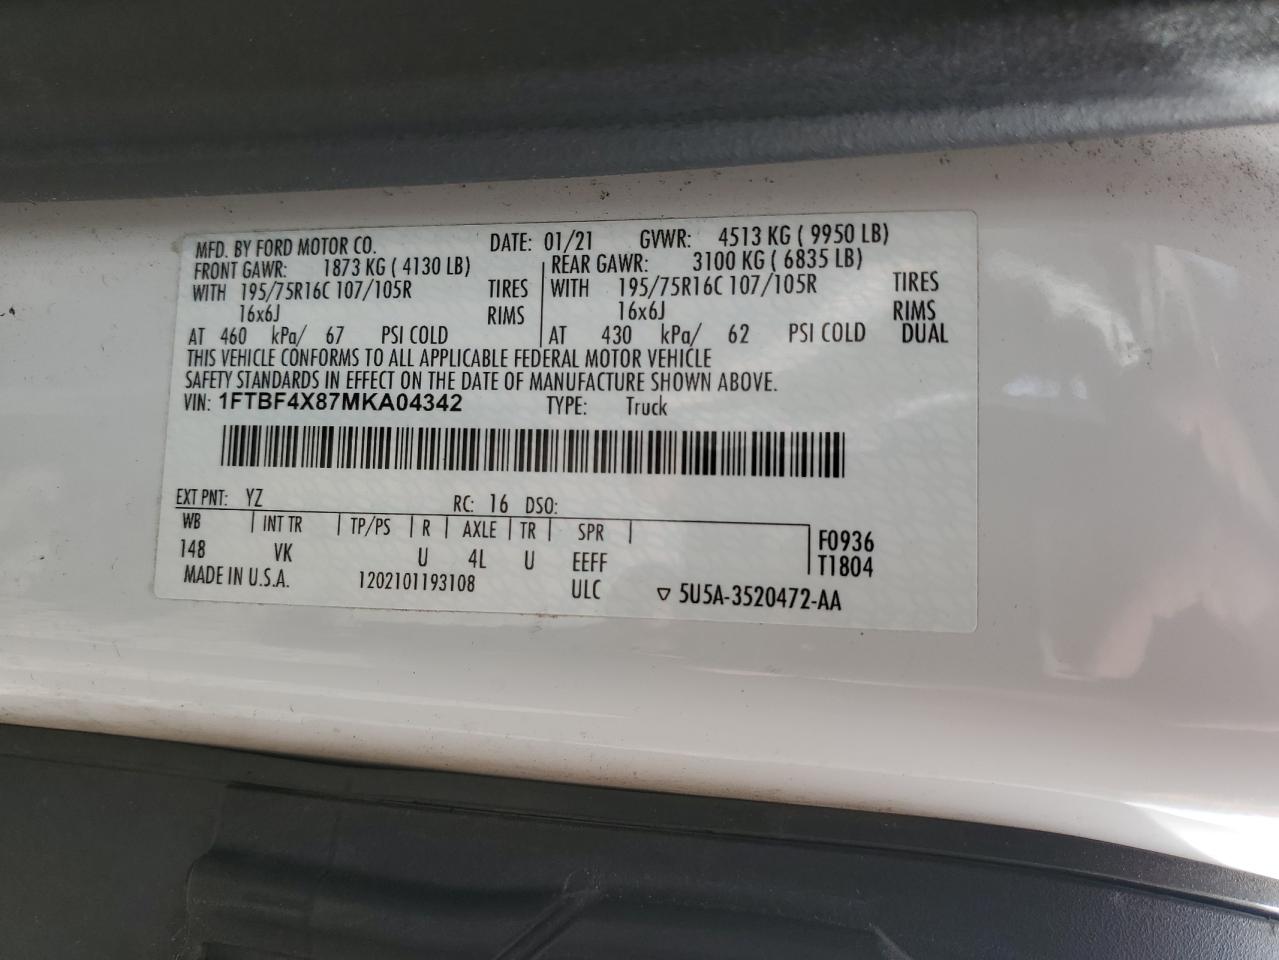 MFD. BY FORD MOTOR CO. DATE: 01/21 GVWR: 4513 KG ( 9950 LB)
FRONT GAWR: 1873 KG ( 4130 LB) REAR GAWR: 3100 KG ( 6835 LB)
WITH 195/75R16C 107/105R TIRES WITH 195/75R16C 107/105R TIRES
16x6J RIMS 16x6J RIMS
AT 460 kPa/ 67 PSI COLD AT 430 kPa/ 62 PSI COLD DUAL
THIS VEHICLE CONFORMS TO ALL APPLICABLE FEDERAL MOTOR VEHICLE
SAFETY STANDARDS IN EFFECT ON THE DATE OF MANUFACTURE SHOWN ABOVE.
VIN: 1FTBF4X87MKA04342 TYPE: Truck
EXT PNT: YZ RC: 16 DSO:
WB INT TR TP/PS R AXLE TR SPR F0936
148 VK U 4L U EEFF T1804
MADE IN U.S.A. 1202101193108 ULC ▽ 5U5A-3520472-AA